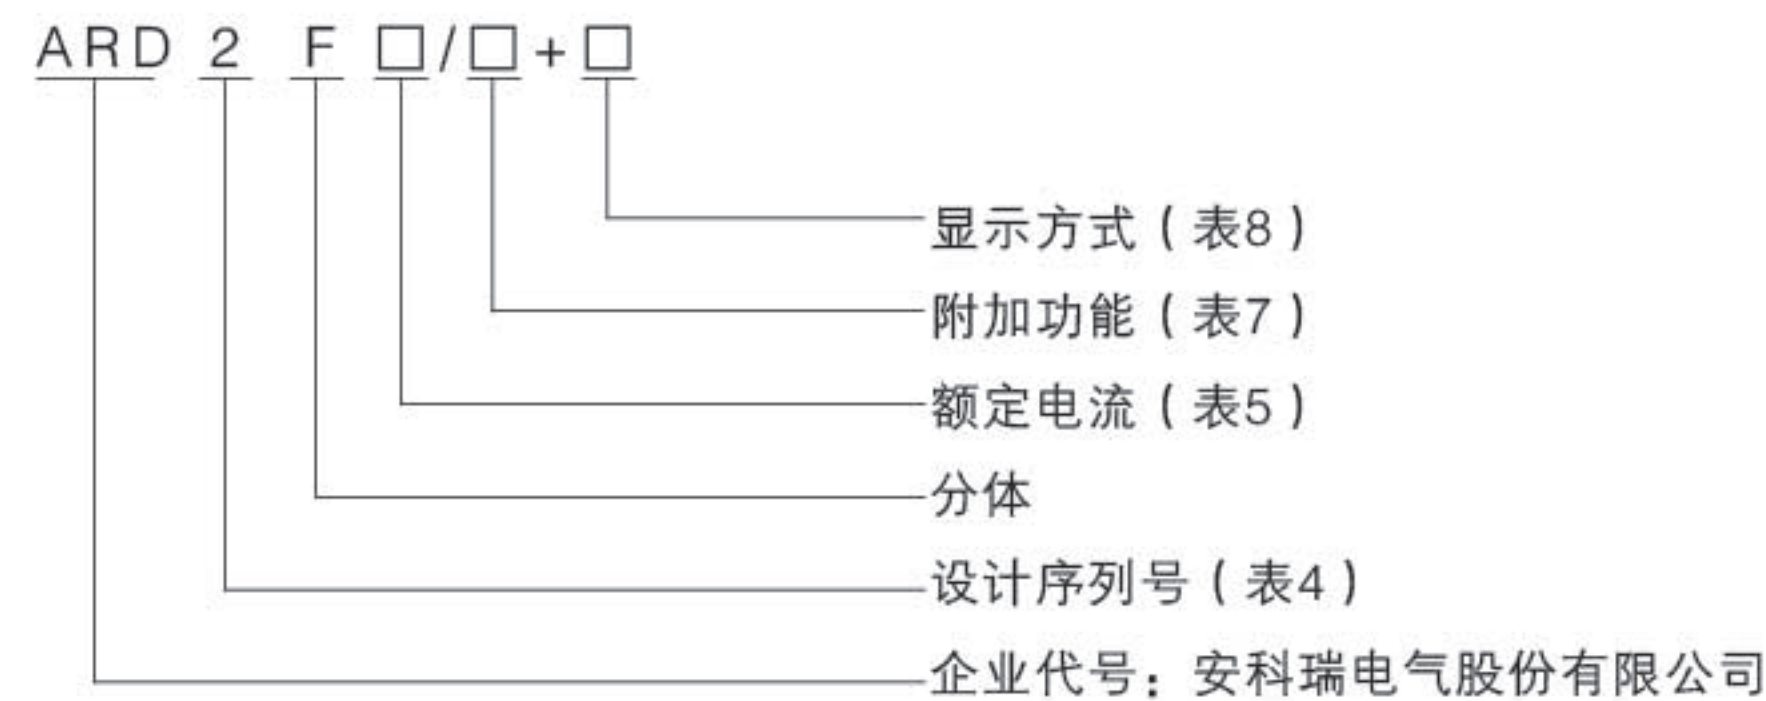 ARD 2 F □/□+□
显示方式（表8）
附加功能（表7）
额定电流（表5）
分体
设计序列号（表4）
企业代号：安科瑞电气股份有限公司